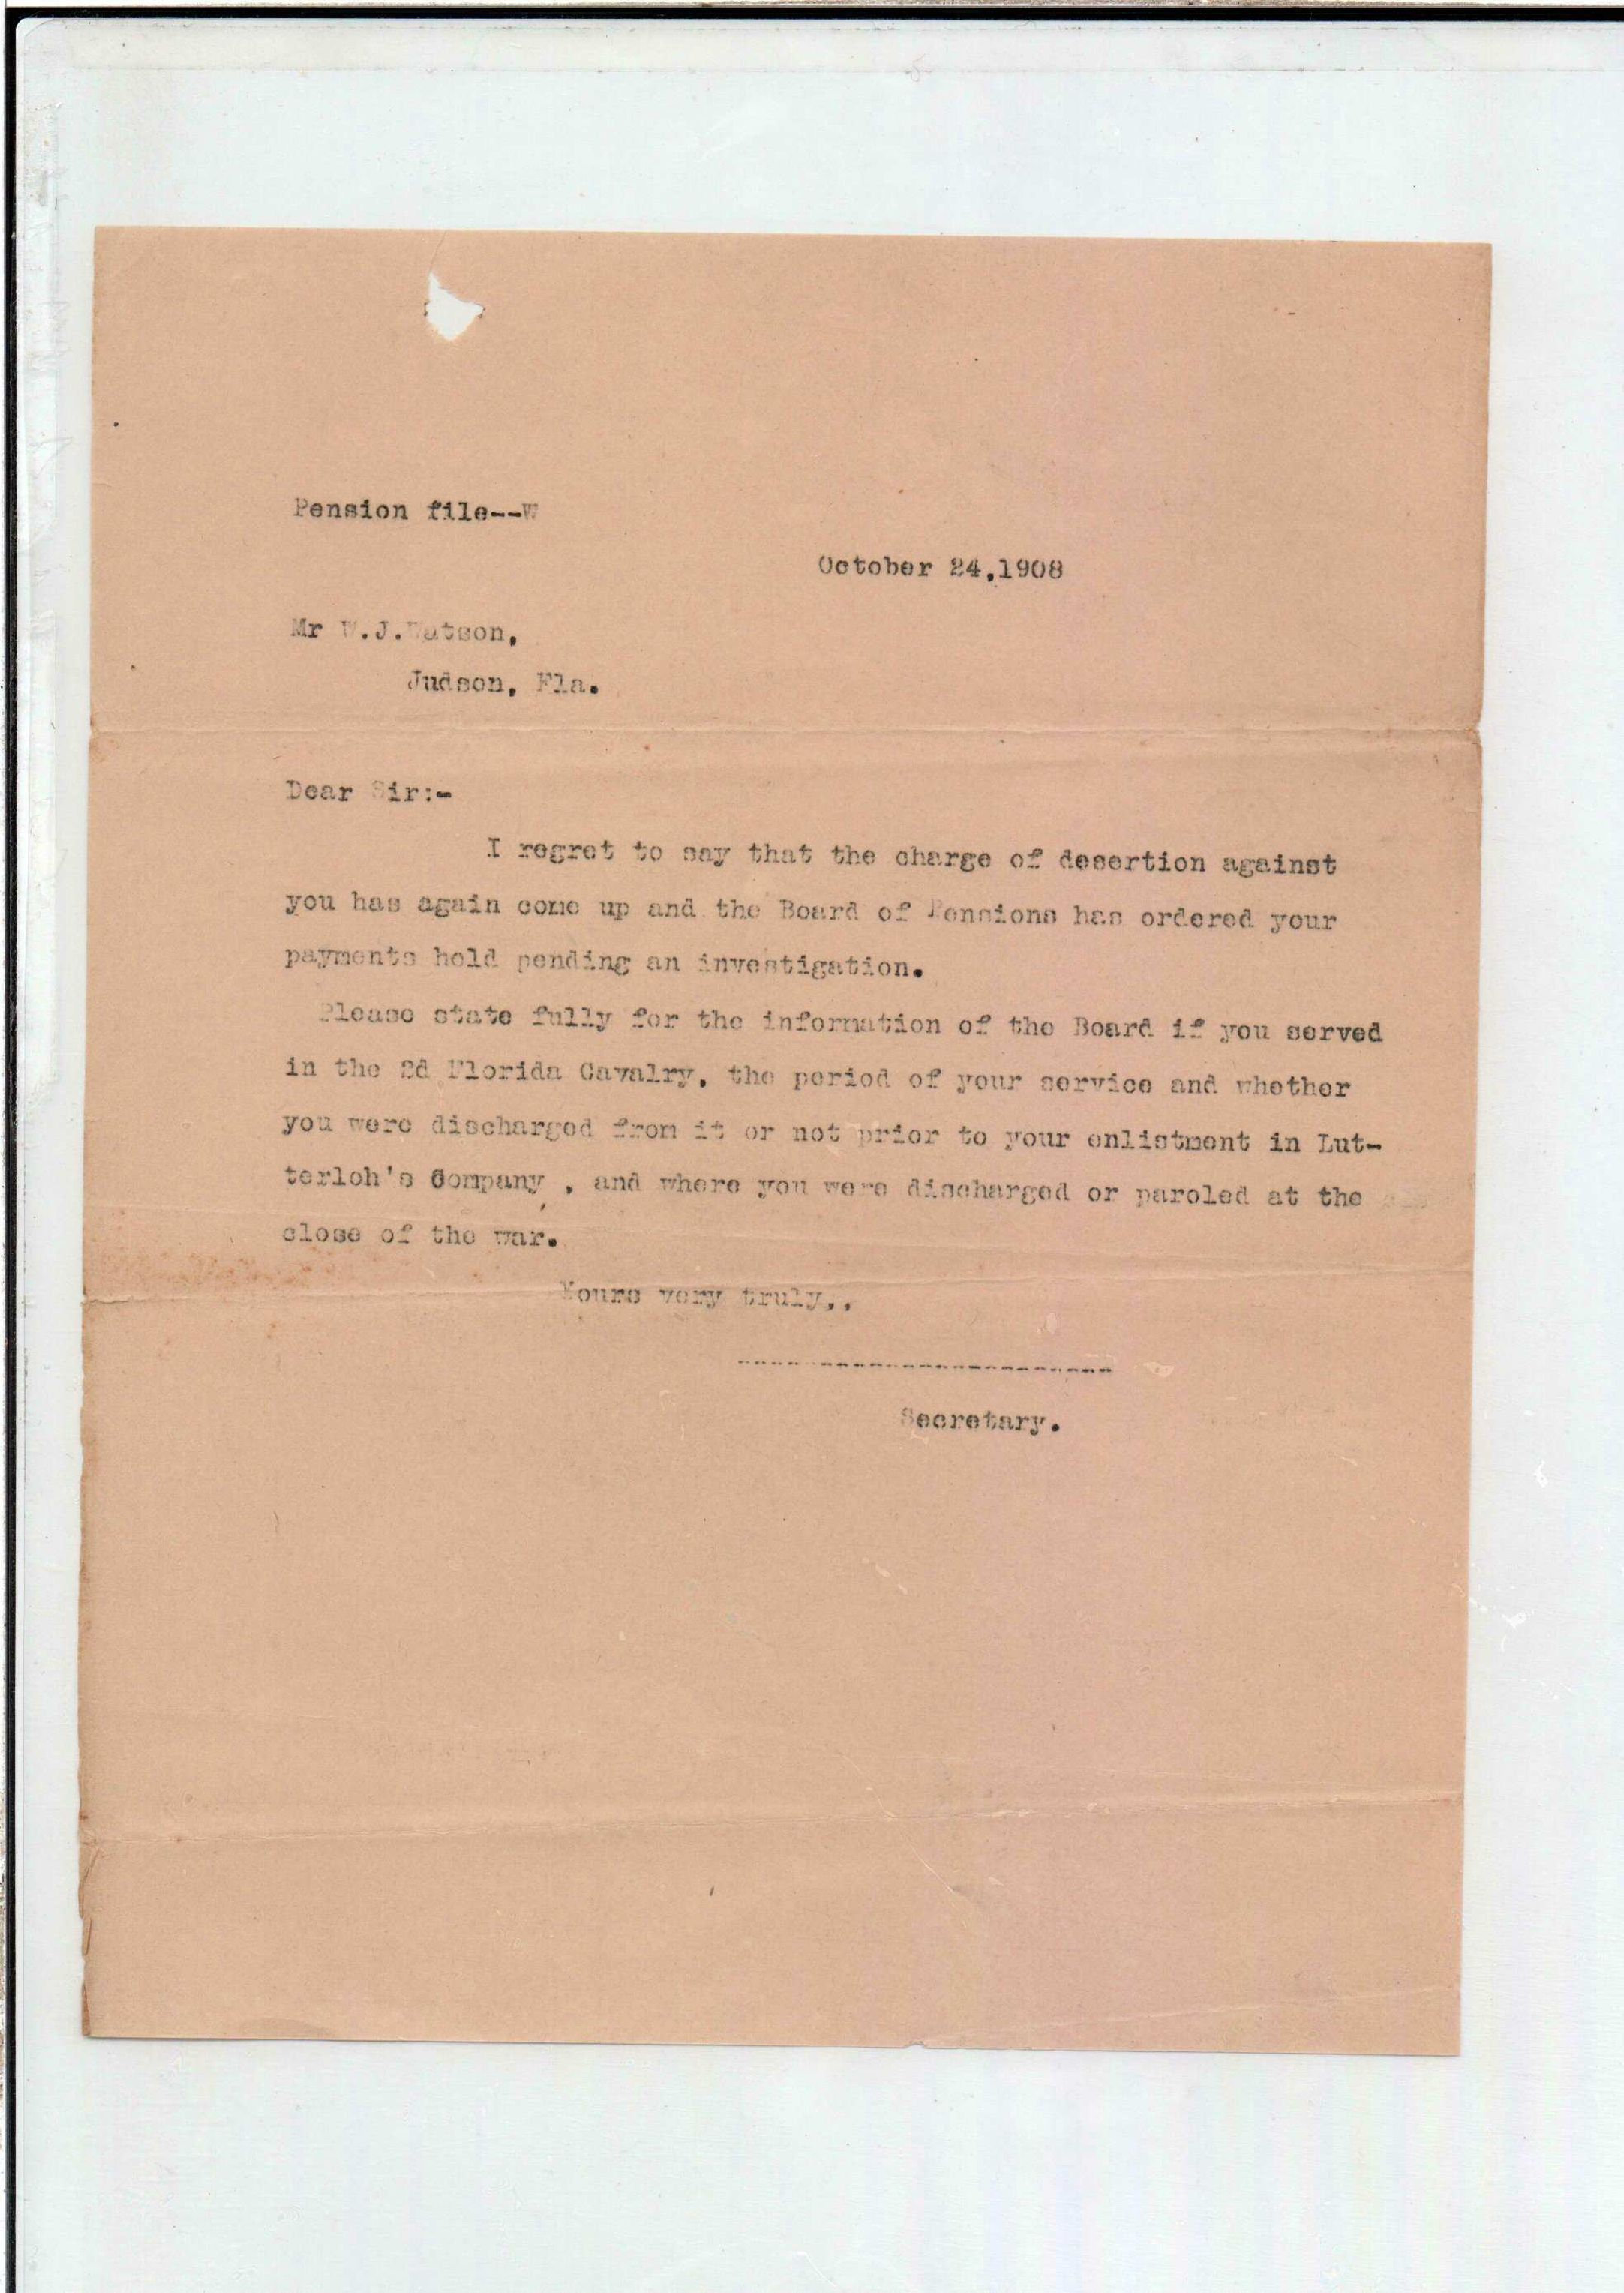 Pension file--W
October 24,1908
Mr W.J.Watson,
Judson, Fla.
Dear Sir:-
I regret to say that the charge of desertion against
you has again come up and the Board of Pensions has ordered your
payments held pending an investigation.
Please state fully for the information of the Board if you served
in the 2d Florida Cavalry, the period of your service and whether
you were discharged from it or not prior to your enlistment in Lut-
terloh's Company , and where you were discharged or paroled at the
close of the war.
Yours very truly,.
-------------------------
Secretary.